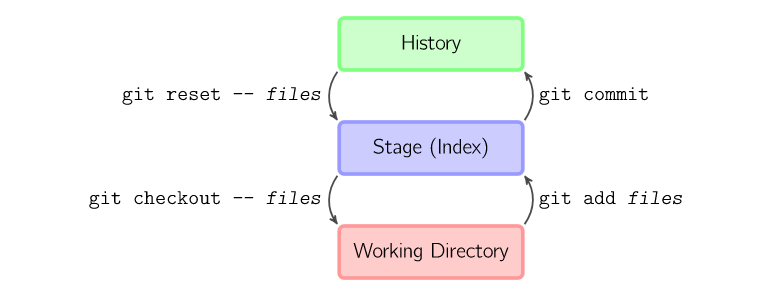 History
git reset -- files
git commit
Stage (Index)
git checkout -- files
git add files
Working Directory